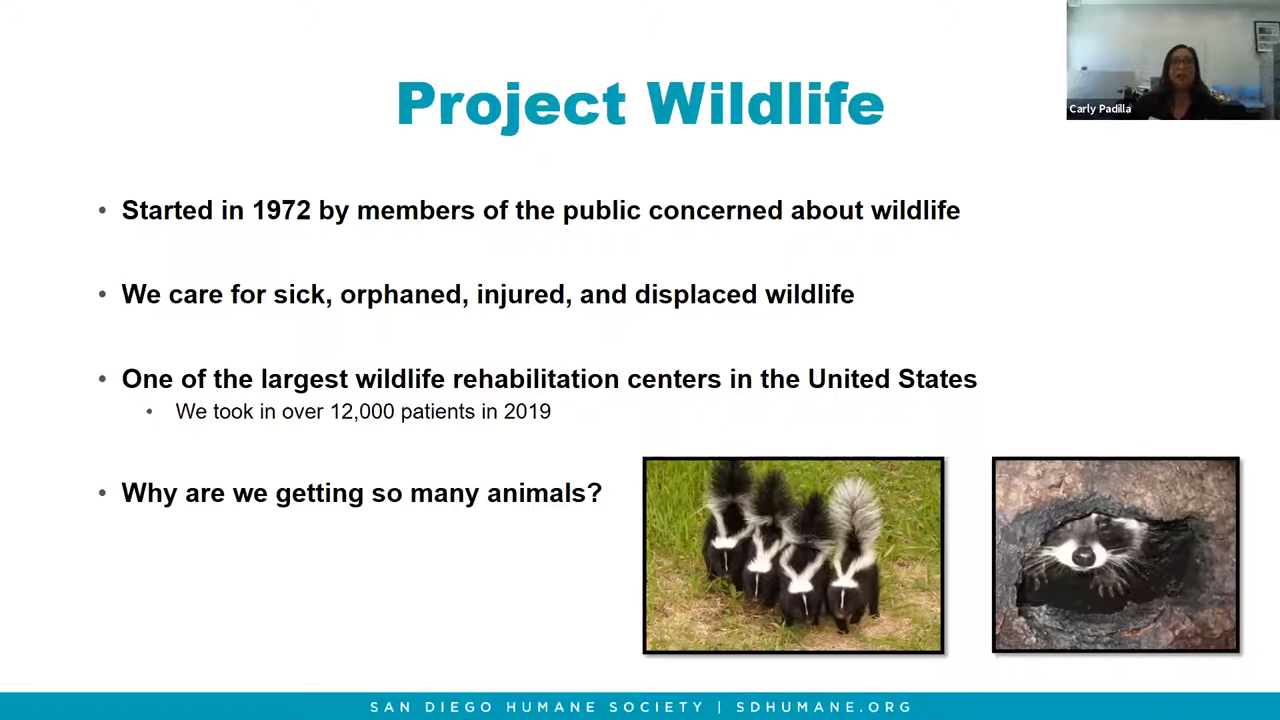 Project Wildlife
Carly Padilla
• Started in 1972 by members of the public concerned about wildlife
• We care for sick, orphaned, injured, and displaced wildlife
• One of the largest wildlife rehabilitation centers in the United States
• We took in over 12,000 patients in 2019
• Why are we getting so many animals?
SAN DIEGO HUMANE SOCIETY | SDHUMANE.ORG